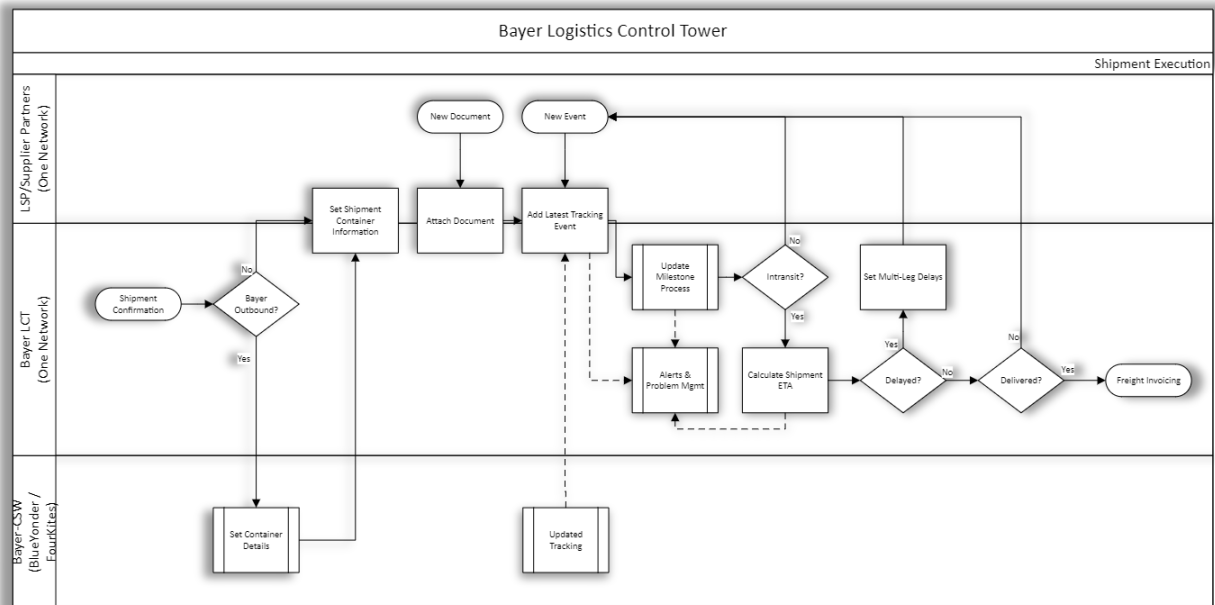 Bayer Logistics Control Tower
Shipment Execution
LSP/Supplier Partners
(One Network)
New Document
New Event
Set Shipment
Container
Information
Attach Document
Add Latest Tracking
Event
Bayer LCT
(One Network)
Shipment
Confirmation
Bayer
Outbound?
No
Yes
Update
Milestone
Process
Intransit?
No
Yes
Set Multi-Leg Delays
Alerts &
Problem Mgmt
Calculate Shipment
ETA
Delayed?
Yes
No
Delivered?
No
Yes
Freight Invoicing
Bayer-CSW
(BlueYonder /
FourKites)
Set Container
Details
Updated
Tracking